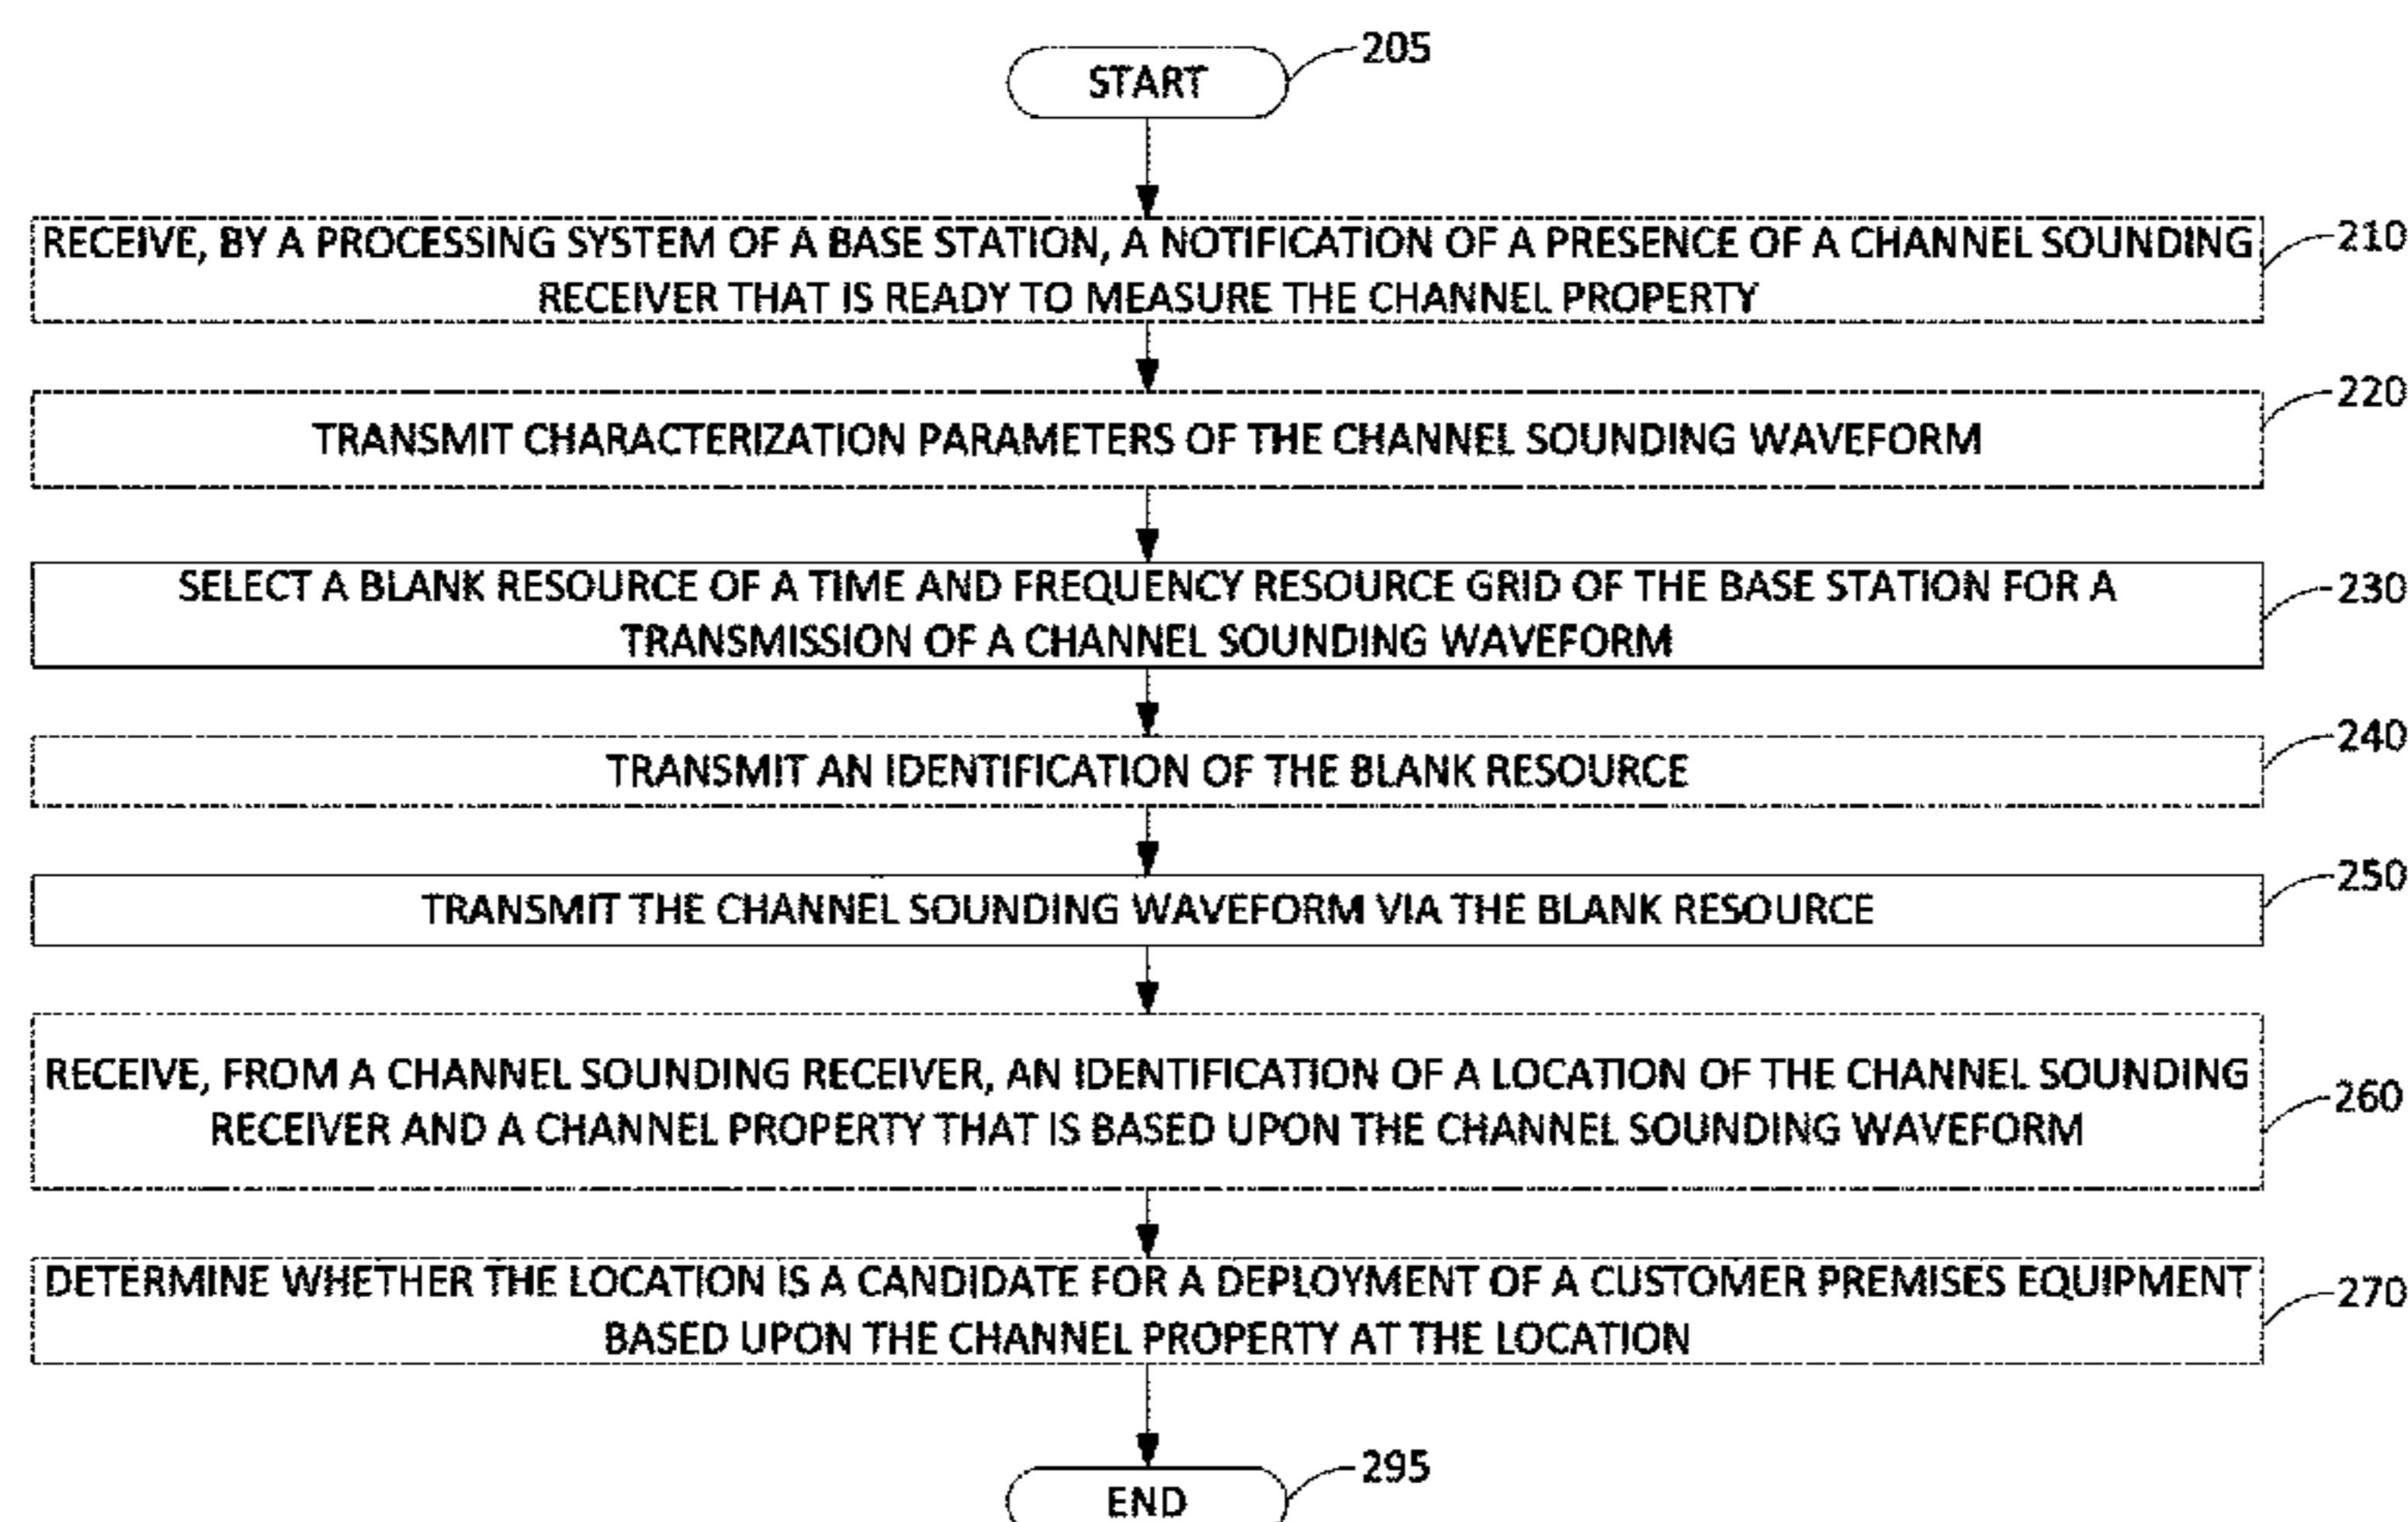 START
205
RECEIVE, BY A PROCESSING SYSTEM OF A BASE STATION, A NOTIFICATION OF A PRESENCE OF A CHANNEL SOUNDING
RECEIVER THAT IS READY TO MEASURE THE CHANNEL PROPERTY
210
TRANSMIT CHARACTERIZATION PARAMETERS OF THE CHANNEL SOUNDING WAVEFORM
220
SELECT A BLANK RESOURCE OF A TIME AND FREQUENCY RESOURCE GRID OF THE BASE STATION FOR A
TRANSMISSION OF A CHANNEL SOUNDING WAVEFORM
230
TRANSMIT AN IDENTIFICATION OF THE BLANK RESOURCE
240
TRANSMIT THE CHANNEL SOUNDING WAVEFORM VIA THE BLANK RESOURCE
250
RECEIVE, FROM A CHANNEL SOUNDING RECEIVER, AN IDENTIFICATION OF A LOCATION OF THE CHANNEL SOUNDING
RECEIVER AND A CHANNEL PROPERTY THAT IS BASED UPON THE CHANNEL SOUNDING WAVEFORM
260
DETERMINE WHETHER THE LOCATION IS A CANDIDATE FOR A DEPLOYMENT OF A CUSTOMER PREMISES EQUIPMENT
BASED UPON THE CHANNEL PROPERTY AT THE LOCATION
270
END
295